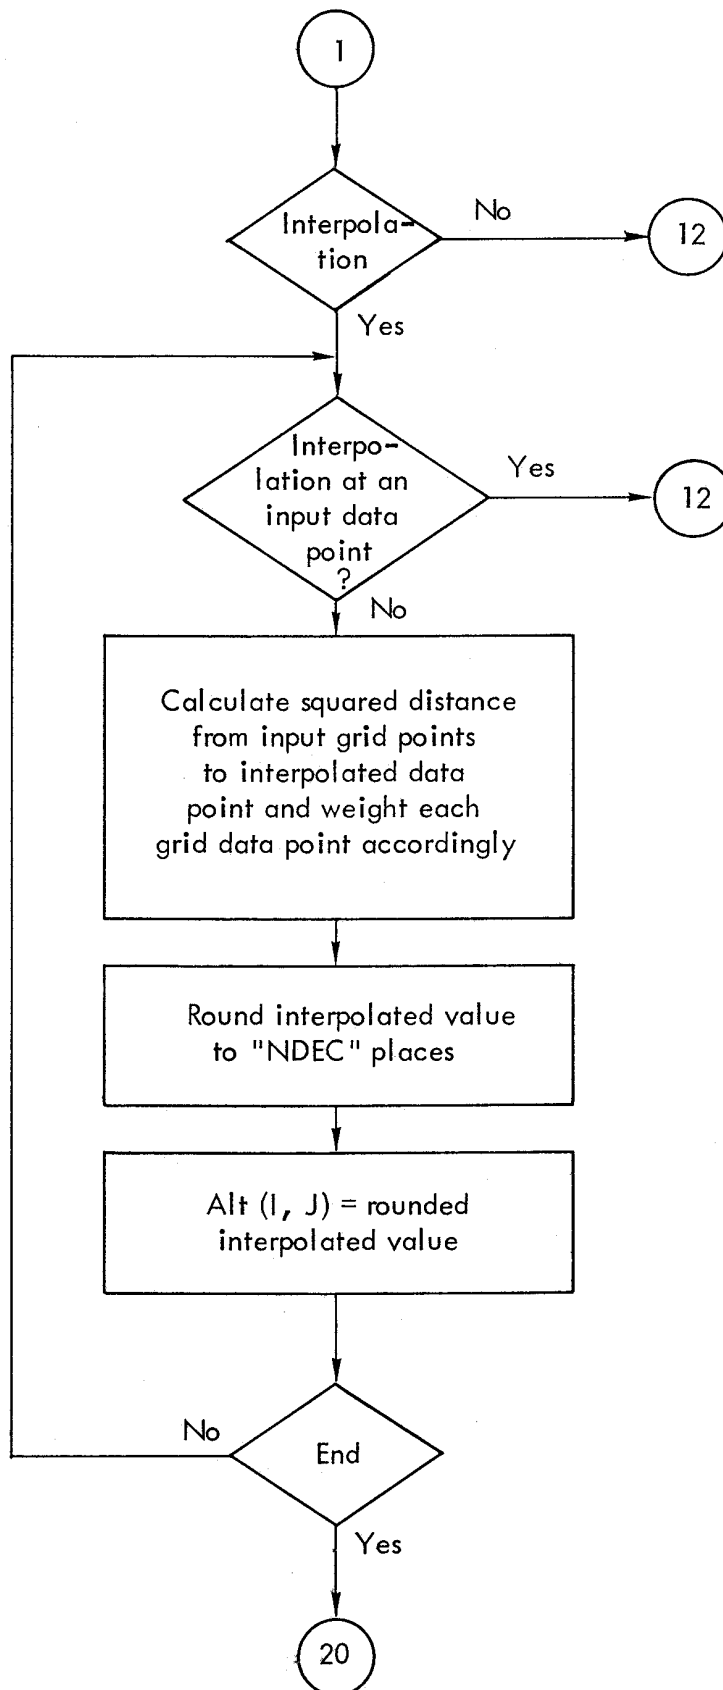 1
Interpola-
tion
No
12
Yes
Interpo-
lation at an
input data
point
?
Yes
12
No
Calculate squared distance
from input grid points
to interpolated data
point and weight each
grid data point accordingly
Round interpolated value
to "NDEC" places
Alt (I, J) = rounded
interpolated value
No
End
Yes
20